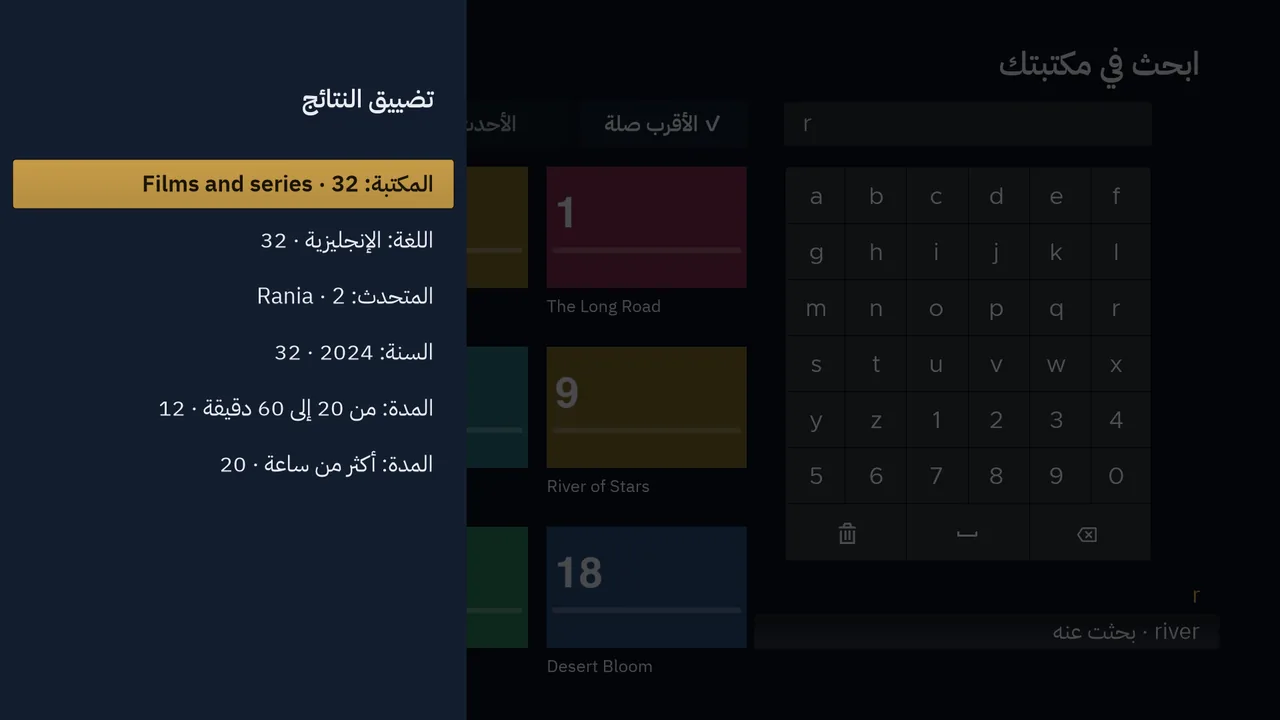 تضييق النتائج
المكتبة: Films and series · 32
اللغة: الإنجليزية · 32
المتحدث: Rania · 2
السنة: 2024 · 32
المدة: من 20 إلى 60 دقيقة · 12
المدة: أكثر من ساعة · 20
ابحث في مكتبتك
r
a b c d e f
g h i j k l
m n o p q r
s t u v w x
y z 1 2 3 4
5 6 7 8 9 0
r
river · بحثت عنه
✓ الأقرب صلة
1
The Long Road
9
River of Stars
18
Desert Bloom